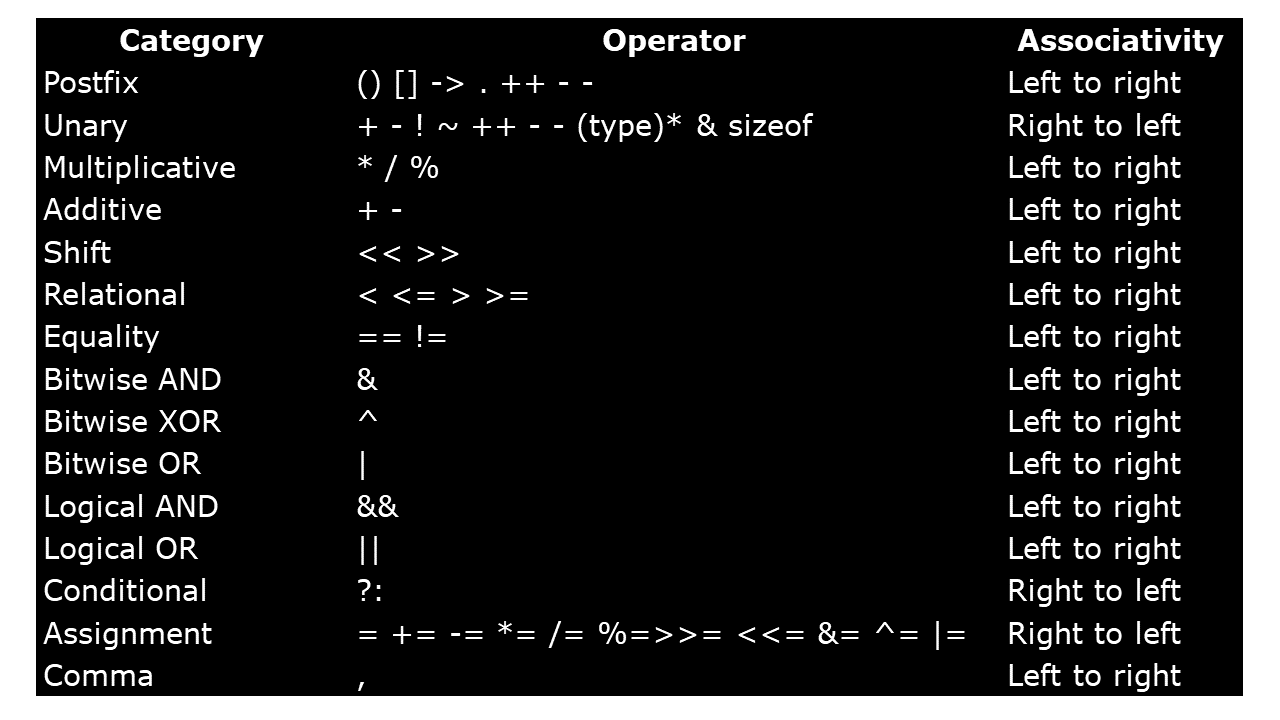 Category Operator Associativity
Postfix () [] -> . ++ - - Left to right
Unary + - ! ~ ++ - - (type)* & sizeof Right to left
Multiplicative * / % Left to right
Additive + - Left to right
Shift << >> Left to right
Relational < <= > >= Left to right
Equality == != Left to right
Bitwise AND & Left to right
Bitwise XOR ^ Left to right
Bitwise OR | Left to right
Logical AND && Left to right
Logical OR || Left to right
Conditional ?: Right to left
Assignment = += -= *= /= %=>>= <<= &= ^= |= Right to left
Comma , Left to right